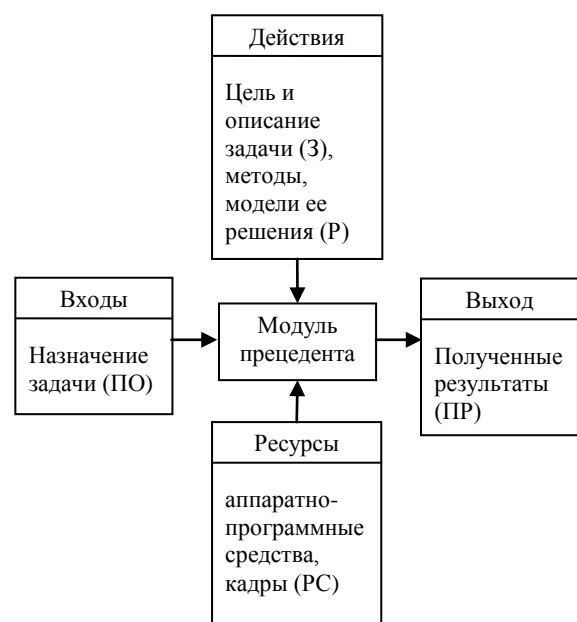 Действия
Цель и
описание
задачи (З),
методы,
модели ее
решения (Р)
Входы
Назначение
задачи (ПО)
Модуль
прецедента
Выход
Полученные
результаты
(ПР)
Ресурсы
аппаратно-
программные
средства,
кадры (РС)